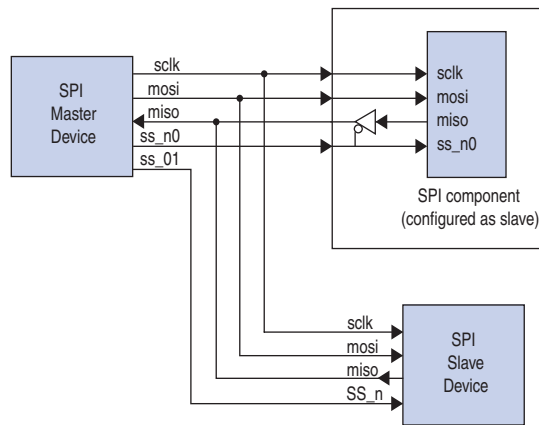 SPI
Master
Device
sclk
mosi
miso
ss_n0
ss_01
sclk
mosi
miso
ss_n0
SPI component
(configured as slave)
sclk
mosi
miso
SS_n
SPI
Slave
Device